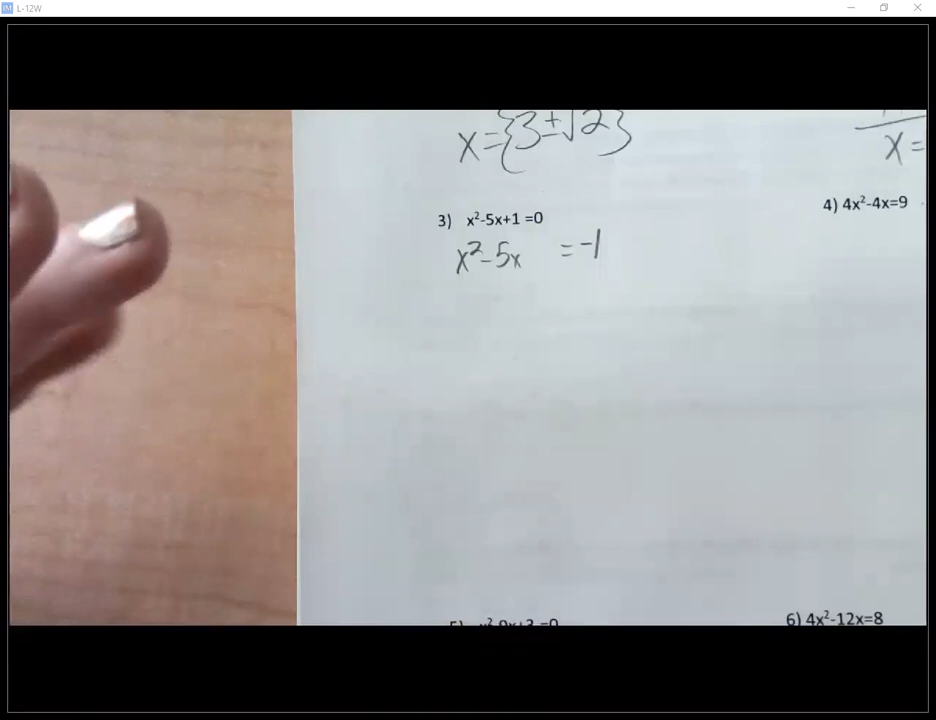 L-12W
x={3±√2}
x=
3) x²-5x+1 =0
4) 4x²-4x=9
x²-5x = -1
6) 4x²-12x=8